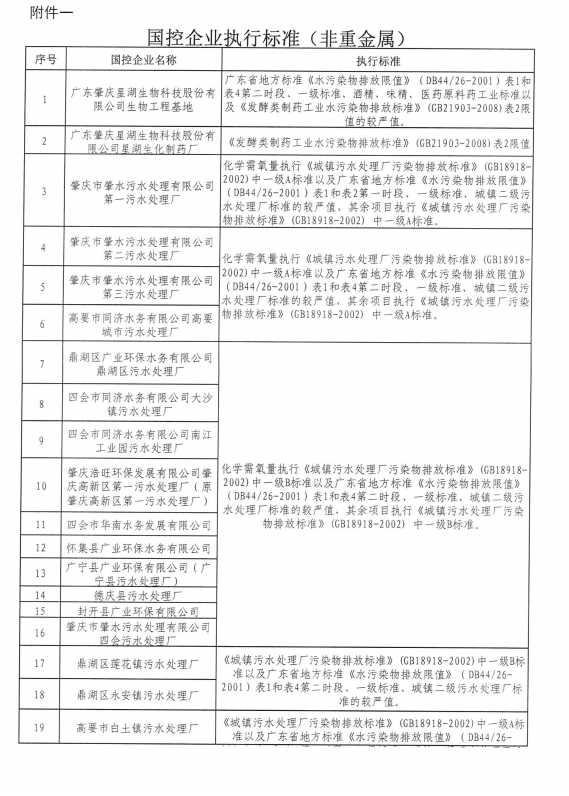 附件一
国控企业执行标准（非重金属）
序号 国控企业名称 执行标准
1
广东肇庆星湖生物科技股份有
限公司生物工程基地
广东省地方标准《水污染物排放限值》（DB44/26-2001）表1和
表4第二时段、一级标准，酒精、味精、医药原料药工业标准以
及《发酵类制药工业水污染物排放标准》(GB21903-2008)表2限
值的较严值。
2
广东肇庆星湖生物科技股份有
限公司星湖生化制药厂
《发酵类制药工业水污染物排放标准》(GB21903-2008)表2限值
3
肇庆市肇水污水处理有限公司
第一污水处理厂
化学需氧量执行《城镇污水处理厂污染物排放标准》(GB18918-
2002)中一级A标准以及广东省地方标准《水污染物排放限值》
（DB44/26-2001）表1和表2第一时段、一级标准、城镇二级污
水处理厂标准的较严值，其余项目执行《城镇污水处理厂污染
物排放标准》(GB18918-2002) 中一级A标准。
4
肇庆市肇水污水处理有限公司
第二污水处理厂
5
肇庆市肇水污水处理有限公司
第三污水处理厂
6
高要市同济水务有限公司高要
城市污水处理厂
化学需氧量执行《城镇污水处理厂污染物排放标准》(GB18918-
2002)中一级A标准以及广东省地方标准《水污染物排放限值》
（DB44/26-2001）表1和表4第二时段、一级标准、城镇二级污
水处理厂标准的较严值，其余项目执行《城镇污水处理厂污染
物排放标准》(GB18918-2002) 中一级A标准。
7
鼎湖区广业环保水务有限公司
鼎湖区污水处理厂
8
四会市同济水务有限公司大沙
镇污水处理厂
9
四会市同济水务有限公司南江
工业园污水处理厂
10
肇庆浩旺环保发展有限公司肇
庆高新区第一污水处理厂（原
肇庆高新区第一污水处理厂）
11 四会市华南水务发展有限公司
12 怀集县广业环保水务有限公司
13
广宁县广业环保有限公司（广
宁县污水处理厂）
14 德庆县污水处理厂
15 封开县广业环保有限公司
16
肇庆市肇水污水处理有限公司
四会污水处理厂
化学需氧量执行《城镇污水处理厂污染物排放标准》(GB18918-
2002)中一级B标准以及广东省地方标准《水污染物排放限值》
（DB44/26-2001）表1和表4第二时段、一级标准、城镇二级污
水处理厂标准的较严值，其余项目执行《城镇污水处理厂污染
物排放标准》(GB18918-2002) 中一级B标准。
17 鼎湖区莲花镇污水处理厂
18 鼎湖区永安镇污水处理厂
《城镇污水处理厂污染物排放标准》(GB18918-2002)中一级B标
准以及广东省地方标准《水污染物排放限值》（DB44/26-
2001）表1和表4第二时段、一级标准、城镇二级污水处理厂标
准的较严值。
19 高要市白土镇污水处理厂
《城镇污水处理厂污染物排放标准》(GB18918-2002)中一级A标
准以及广东省地方标准《水污染物排放限值》（DB44/26-